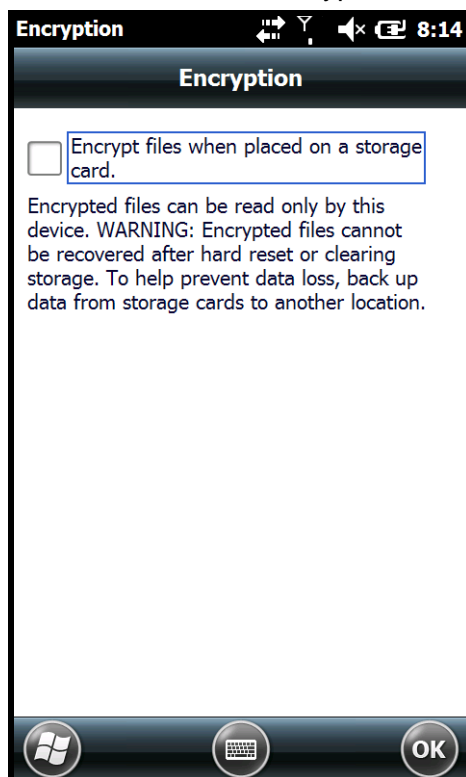 Encryption 8:14
Encryption
Encrypt files when placed on a storage
card.
Encrypted files can be read only by this
device. WARNING: Encrypted files cannot
be recovered after hard reset or clearing
storage. To help prevent data loss, back up
data from storage cards to another location.
OK